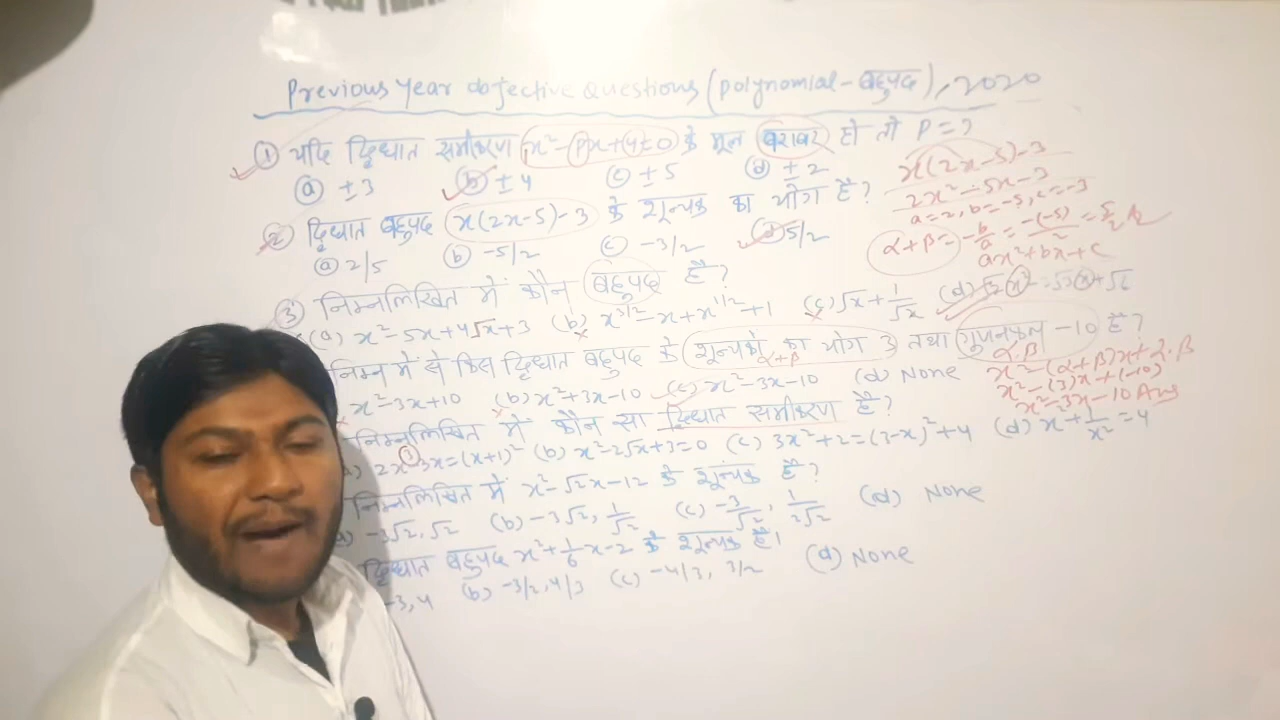 Previous Year objective Questions (polynomial - बहुपद), 2020
① यदि द्विघात समीकरण x² - px + 4 = 0 के मूल बराबर हो तो P = ?
(a) ± 3 (b) ± 4 (c) ± 5 (d) ± 2
② द्विघात बहुपद x(2x-5)-3 के शून्यक का योग है?
(a) 2/5 (b) -5/2 (c) -3/2 (d) 5/2
x(2x-5)-3
2x² - 5x - 3
a = 2, b = -5, c = -3
α+β = -b/a = -(-5)/2 = 5/2
ax²+bx+c
③ निम्नलिखित में कौन बहुपद है?
(a) x² - 5x + 4√x + 3 (b) x^3/2 - x + x^1/2 + 1 (c) √x + 1/√x (d) √2 x² - √x + √6
निम्न में से किस द्विघात बहुपद के शून्यकों का योग 3 तथा गुणनफल -10 है?
α+β α.β
x² - 3x + 10 (b) x² + 3x - 10 (c) x² - 3x - 10 (d) None
x² - (α+β)x + α.β
x² - (3)x + (-10)
x² - 3x - 10 Ans
निम्नलिखित में कौन सा द्विघात समीकरण है?
2x 3x = (x+1)² (b) x² - 2√x + 3 = 0 (c) 3x² + 2 = (3-x)² + 4 (d) x² + 1/x² = 4
निम्नलिखित में x² - √2x - 12 के शून्यक है?
-3√2, √2 (b) -3√2, 1/√2 (c) -3/√2, 1/2√2 (d) None
द्विघात बहुपद x² + 1/6 x - 2 के शून्यक है।
-3, 4 (b) -3/2, 4/3 (c) -4/3, 3/2 (d) None